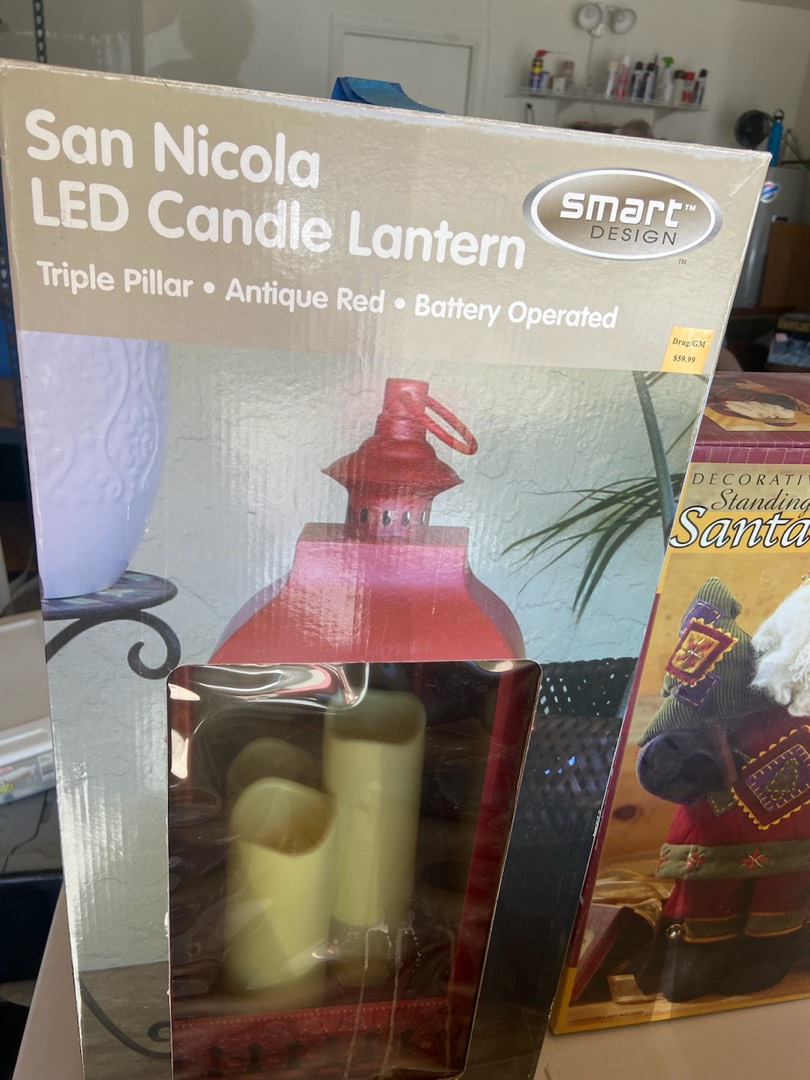 San Nicola
LED Candle Lantern
Triple Pillar • Antique Red • Battery Operated
smart™
DESIGN
TM
Drug/GM
$59.99
Standing
Santa